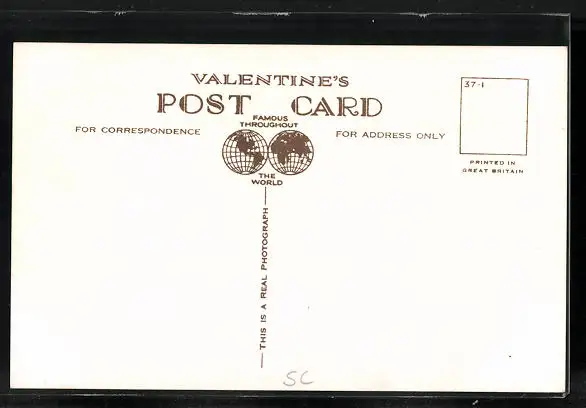 VALENTINE'S
POST CARD
FAMOUS
THROUGHOUT
THE
WORLD
FOR CORRESPONDENCE
FOR ADDRESS ONLY
37-1
PRINTED IN
GREAT BRITAIN
THIS IS A REAL PHOTOGRAPH
SC